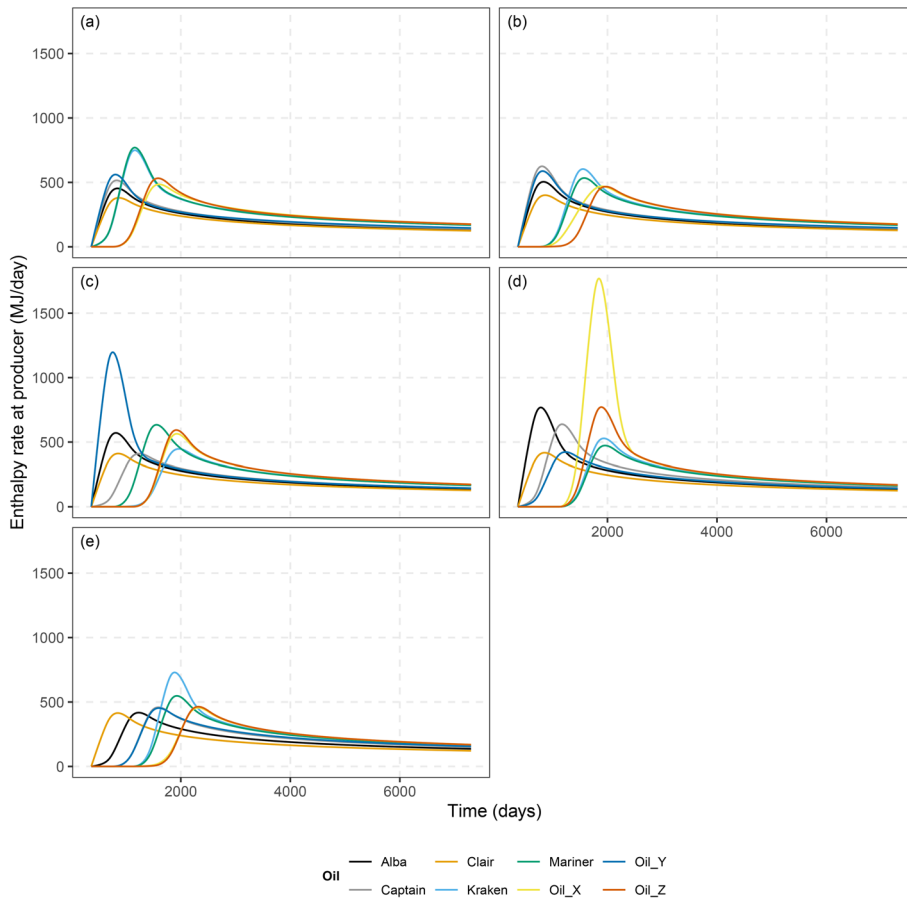 (a)
(b)
1500
1000
500
0
(c)
(d)
1500
1000
500
0
2000
4000
6000
(e)
1500
1000
500
0
2000
4000
6000
Enthalpy rate at producer (MJ/day)
Time (days)
Oil
Alba
Clair
Mariner
Oil_Y
Captain
Kraken
Oil_X
Oil_Z